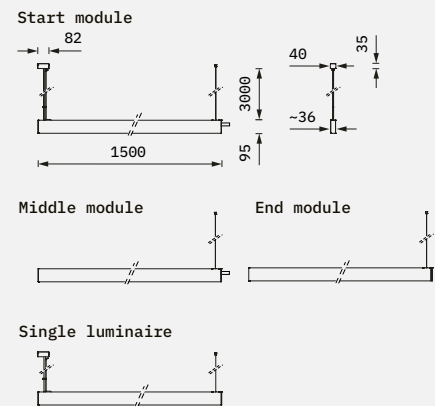 Start module
82
40
35
3000
~36
1500
95
Middle module
End module
Single luminaire